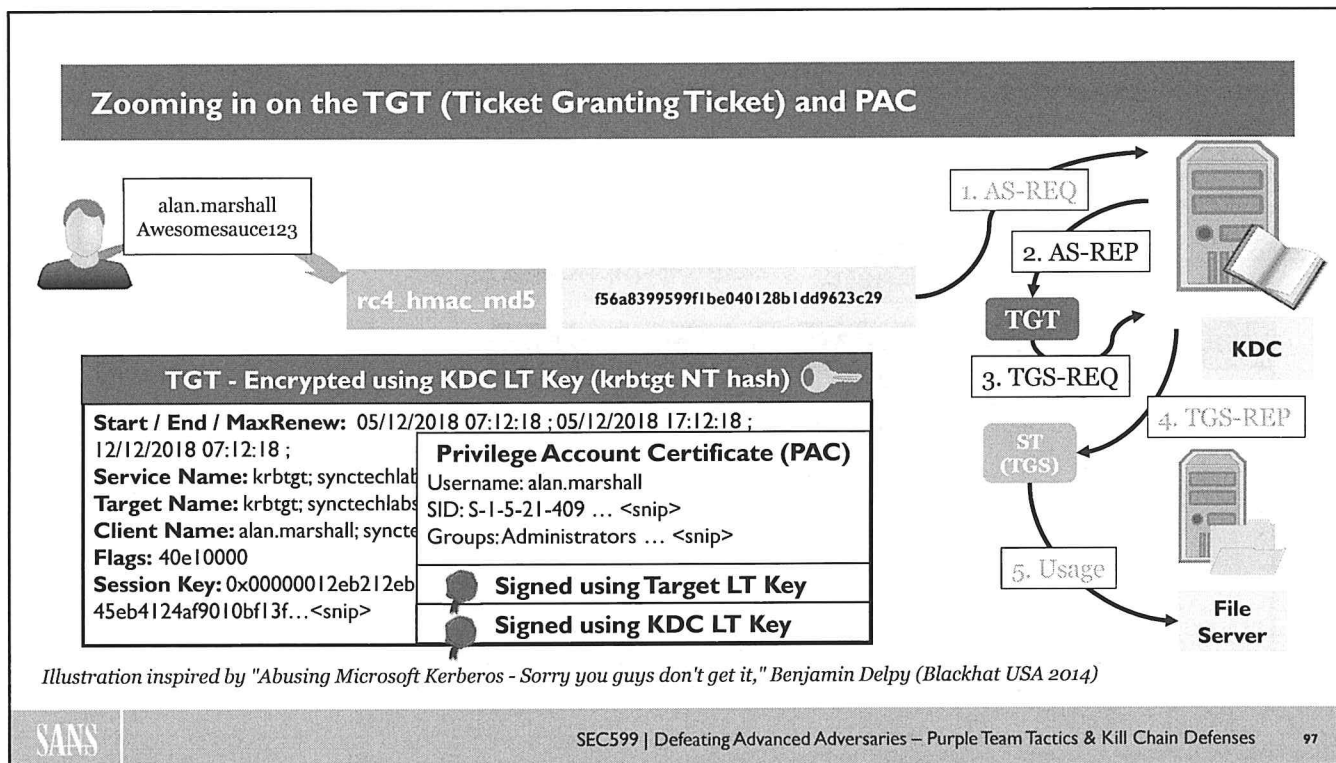 Zooming in on the TGT (Ticket Granting Ticket) and PAC
alan.marshall
Awesomesauce123
rc4_hmac_md5
f56a8399599f1be040128b1dd9623c29
1. AS-REQ
2. AS-REP
TGT
3. TGS-REQ
KDC
4. TGS-REP
ST
(TGS)
5. Usage
File
Server
TGT - Encrypted using KDC LT Key (krbtgt NT hash)
Start / End / MaxRenew: 05/12/2018 07:12:18 ; 05/12/2018 17:12:18 ;
12/12/2018 07:12:18 ;
Service Name: krbtgt; synctechlab
Target Name: krbtgt; synctechlabs
Client Name: alan.marshall; syncte
Flags: 40e10000
Session Key: 0x00000012eb212eb
45eb4124af9010bf13f...<snip>
Privilege Account Certificate (PAC)
Username: alan.marshall
SID: S-1-5-21-409 ... <snip>
Groups: Administrators ... <snip>
Signed using Target LT Key
Signed using KDC LT Key
Illustration inspired by "Abusing Microsoft Kerberos - Sorry you guys don't get it," Benjamin Delpy (Blackhat USA 2014)
SANS
SEC599 | Defeating Advanced Adversaries – Purple Team Tactics & Kill Chain Defenses 97